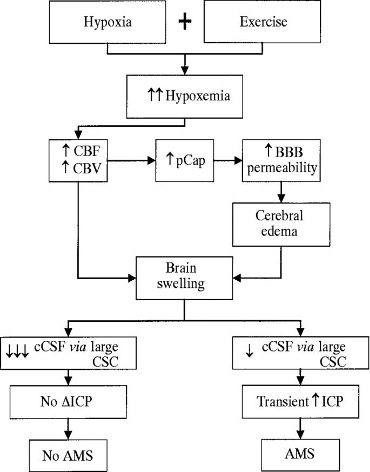 Hypoxia + Exercise
↑↑ Hypoxemia
↑ CBF
↑ CBV
↑ pCap
↑ BBB
permeability
Cerebral
edema
Brain
swelling
↓↓↓ cCSF via large
CSC
↓ cCSF via large
CSC
No ΔICP
Transient ↑ ICP
No AMS
AMS